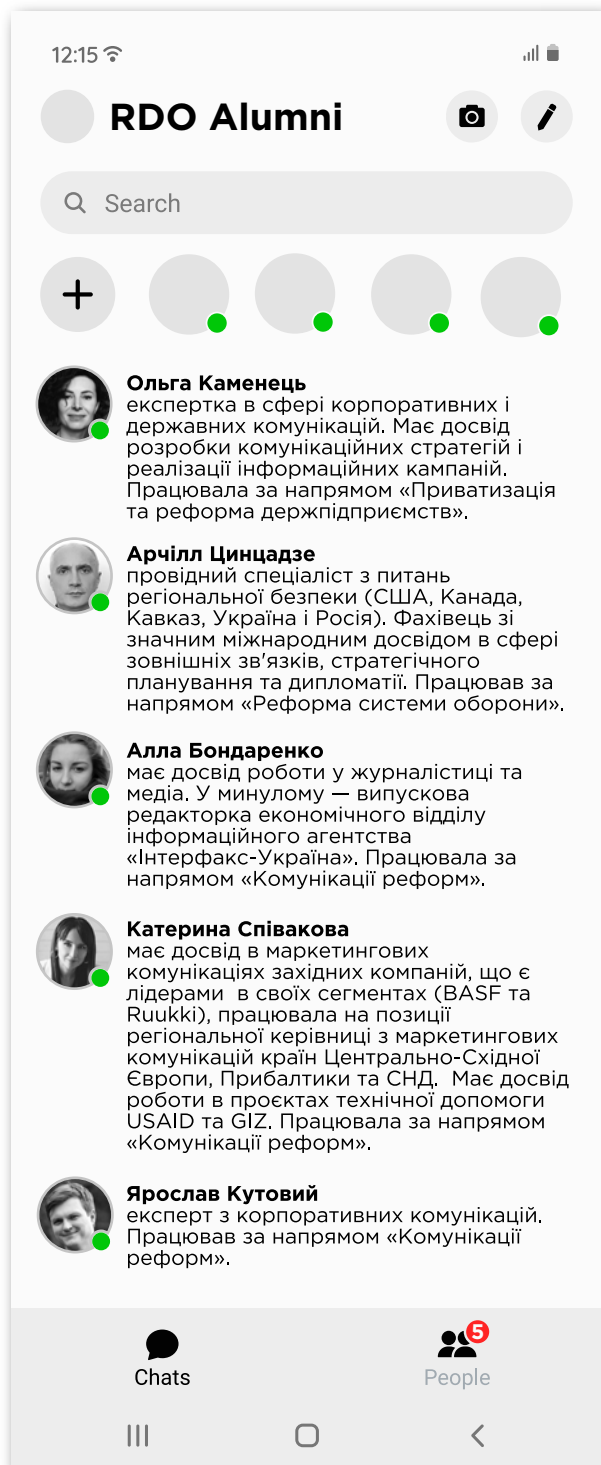 12:15
RDO Alumni
Search
Ольга Каменець
експертка в сфері корпоративних і
державних комунікацій. Має досвід
розробки комунікаційних стратегій і
реалізації інформаційних кампаній.
Працювала за напрямом «Приватизація
та реформа держпідприємств».
Арчілл Цинцадзе
провідний спеціаліст з питань
регіональної безпеки (США, Канада,
Кавказ, Україна і Росія). Фахівець зі
значним міжнародним досвідом в сфері
зовнішніх зв'язків, стратегічного
планування та дипломатії. Працював за
напрямом «Реформа системи оборони».
Алла Бондаренко
має досвід роботи у журналістиці та
медіа. У минулому — випускова
редакторка економічного відділу
інформаційного агентства
«Інтерфакс-Україна». Працювала за
напрямом «Комунікації реформ».
Катерина Співакова
має досвід в маркетингових
комунікаціях західних компаній, що є
лідерами  в своїх сегментах (BASF та
Ruukki), працювала на позиції
регіональної керівниці з маркетингових
комунікацій країн Центрально-Східної
Європи, Прибалтики та СНД.  Має досвід
роботи в проєктах технічної допомоги
USAID та GIZ. Працювала за напрямом
«Комунікації реформ».
Ярослав Кутовий
експерт з корпоративних комунікацій.
Працював за напрямом «Комунікації
реформ».
5
Chats
People